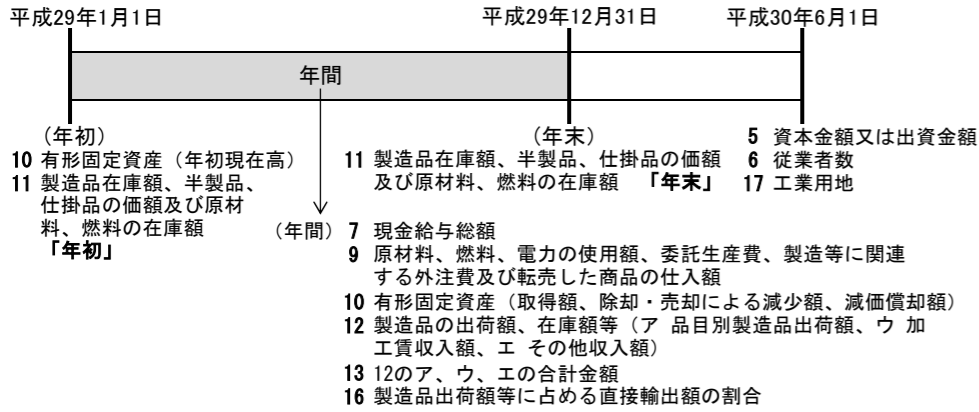 平成29年1月1日
平成29年12月31日
平成30年6月1日
年間
(年初)
10 有形固定資産(年初現在高)
11 製造品在庫額、半製品、
仕掛品の価額及び原材
料、燃料の在庫額
「年初」
(年末)
11 製造品在庫額、半製品、仕掛品の価額
及び原材料、燃料の在庫額 「年末」
5 資本金額又は出資金額
6 従業者数
17 工業用地
(年間)
7 現金給与総額
9 原材料、燃料、電力の使用額、委託生産費、製造等に関連
する外注費及び転売した商品の仕入額
10 有形固定資産(取得額、除却・売却による減少額、減価償却額)
12 製造品の出荷額、在庫額等(ア 品目別製造品出荷額、ウ 加
工賃収入額、エ その他収入額)
13 12のア、ウ、エの合計金額
16 製造品出荷額等に占める直接輸出額の割合